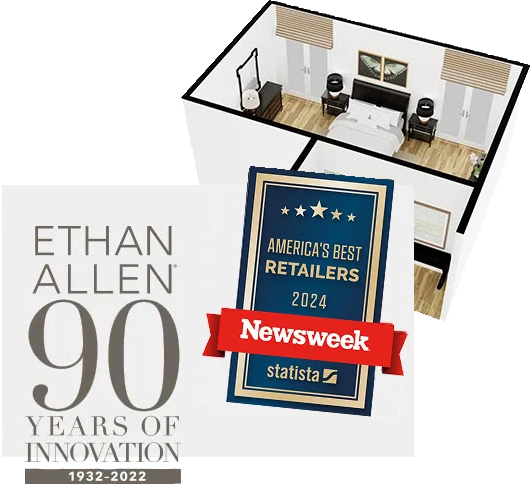 ETHAN
ALLEN®
90
YEARS OF
INNOVATION
1932-2022
AMERICA'S BEST
RETAILERS
2024
Newsweek
statista